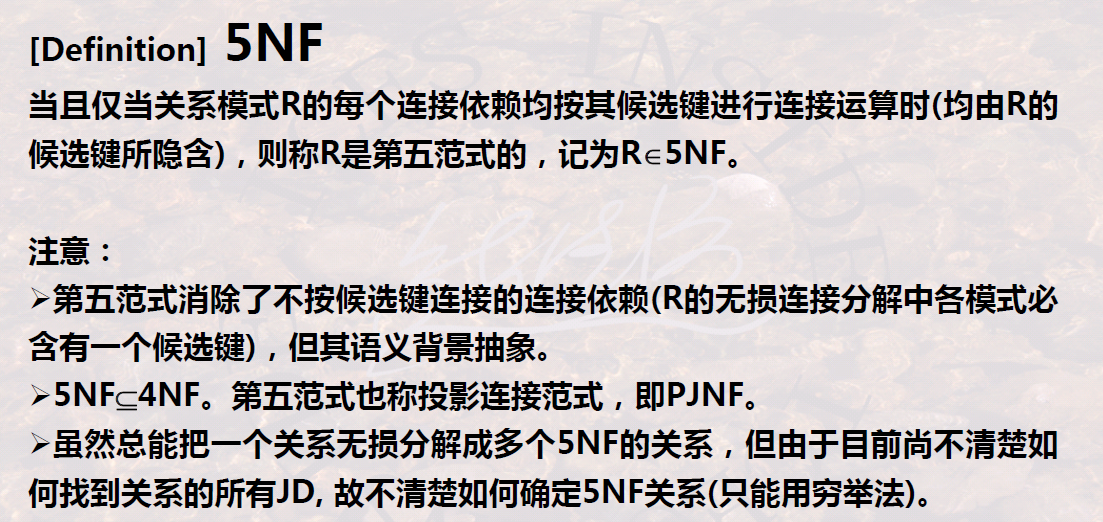 [Definition] 5NF
当且仅当关系模式R的每个连接依赖均按其候选键进行连接运算时(均由R的
候选键所隐含)，则称R是第五范式的，记为R∈5NF。
注意：
➢第五范式消除了不按候选键连接的连接依赖(R的无损连接分解中各模式必
含有一个候选键)，但其语义背景抽象。
➢5NF⊆4NF。第五范式也称投影连接范式，即PJNF。
➢虽然总能把一个关系无损分解成多个5NF的关系，但由于目前尚不清楚如
何找到关系的所有JD, 故不清楚如何确定5NF关系(只能用穷举法)。